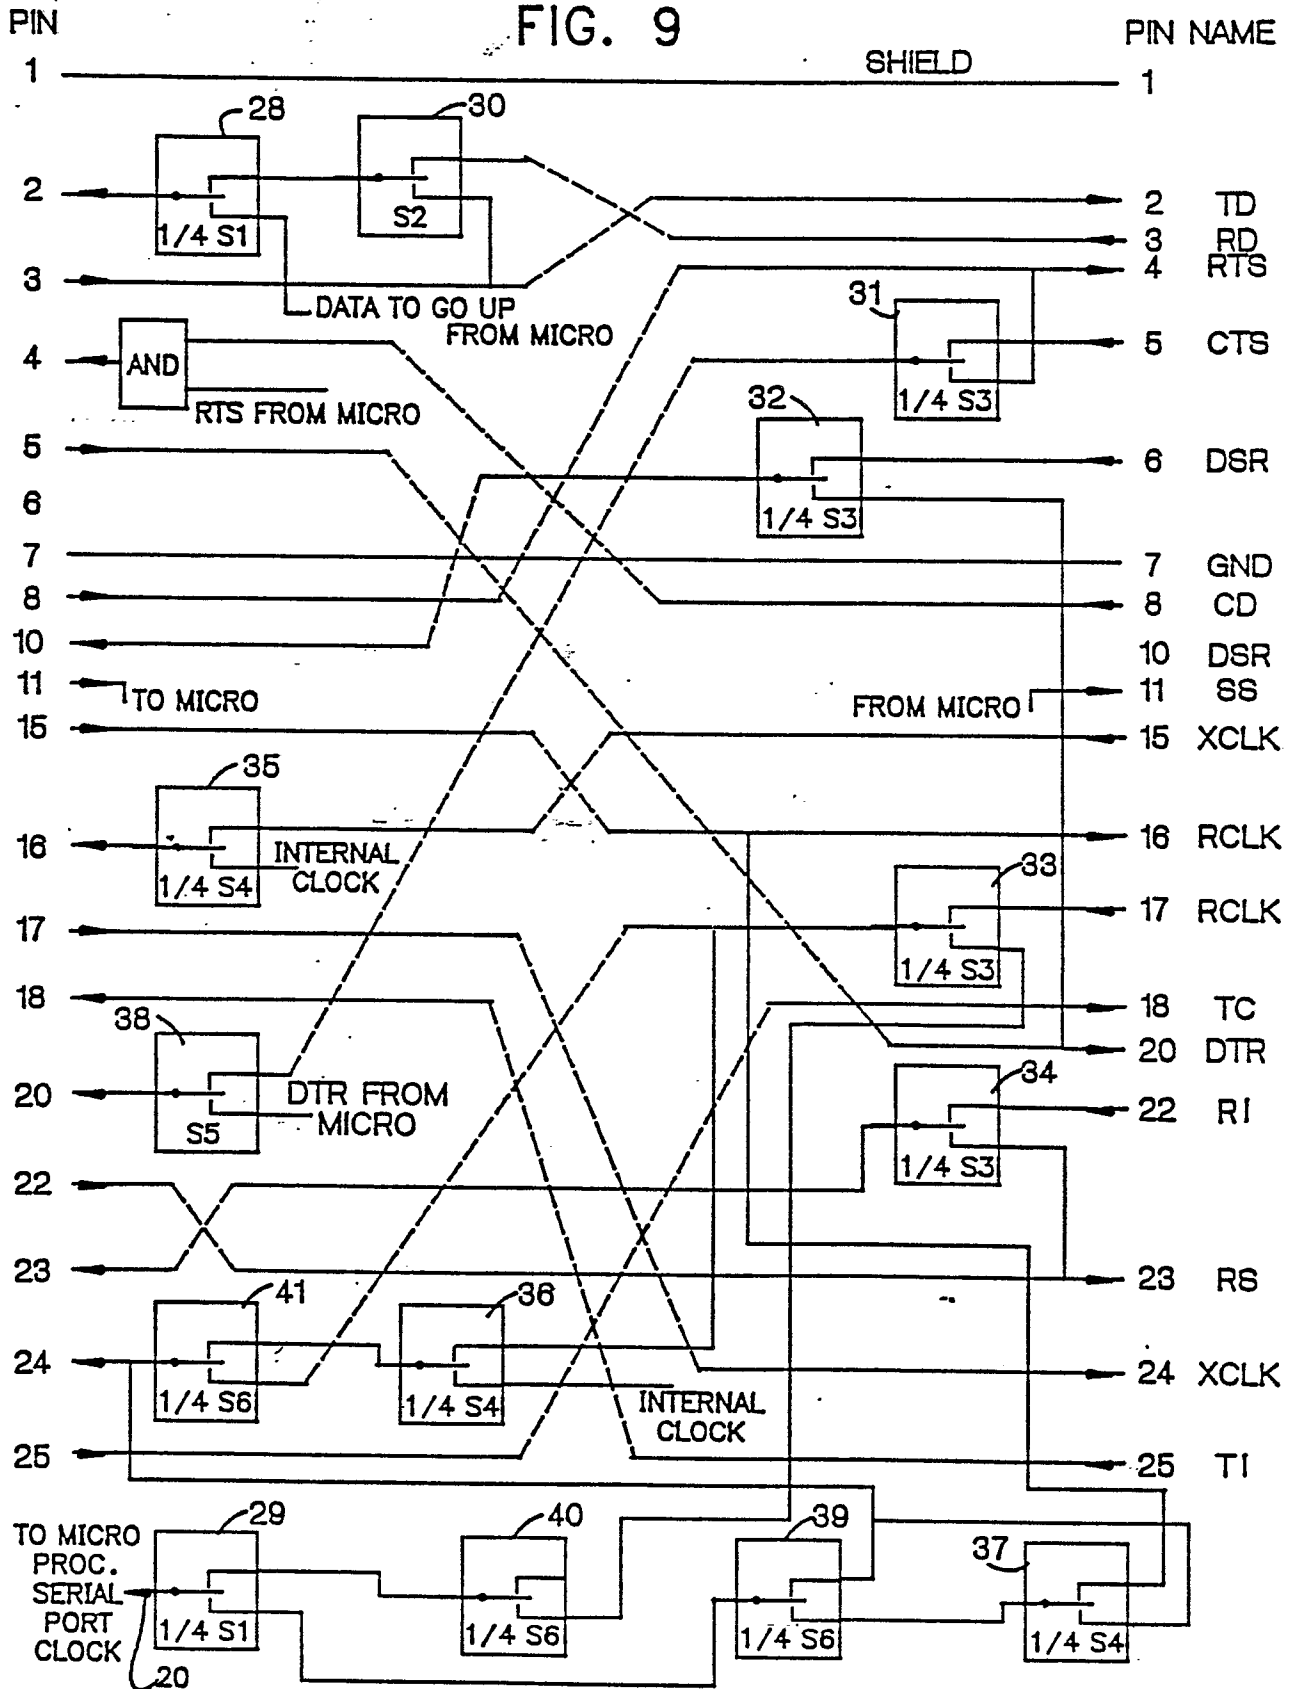 PIN
FIG. 9
PIN NAME
1
SHIELD
1
28
30
2
1/4 S1
S2
2 TD
3 RD
3
4 RTS
DATA TO GO UP
FROM MICRO
31
4
AND
5 CTS
1/4 S3
RTS FROM MICRO
32
5
6 DSR
6
1/4 S3
7
7 GND
8
8 CD
10
10 DSR
11
TO MICRO
FROM MICRO
11 SS
15
15 XCLK
35
16
INTERNAL
CLOCK
1/4 S4
16 RCLK
33
17
17 RCLK
1/4 S3
18
18 TC
38
20 DTR
34
20
DTR FROM
MICRO
S5
22 RI
1/4 S3
22
23
23 RS
41
36
24
24 XCLK
1/4 S6
1/4 S4
INTERNAL
CLOCK
25
25 TI
29
40
39
37
TO MICRO
PROC.
SERIAL
PORT
CLOCK
1/4 S1
1/4 S6
1/4 S6
1/4 S4
20